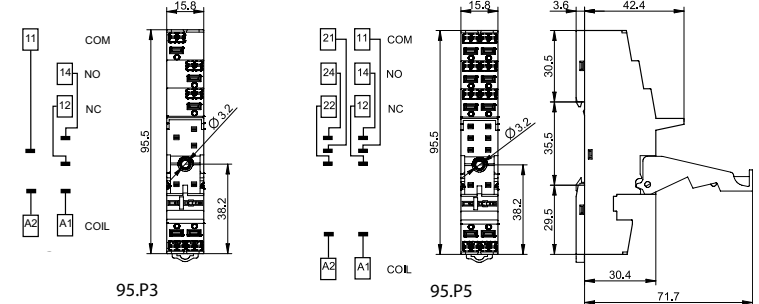 15.8
11 COM
14 NO
12 NC
Ø3.2
95.5
38.2
A2 A1 COIL
95.P3
15.8
21 11 COM
24 14 NO
22 12 NC
Ø3.2
95.5
38.2
A2 A1 COIL
95.P5
3.6 42.4
30.5
35.5
29.5
30.4
71.7